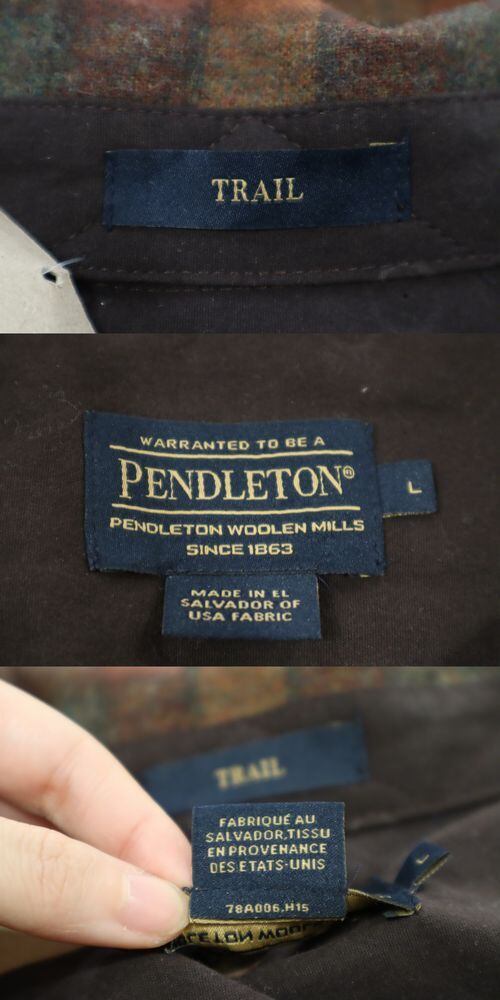 TRAIL
WARRANTED TO BE A
PENDLETON®
PENDLETON WOOLEN MILLS
SINCE 1863
L
MADE IN EL
SALVADOR OF
USA FABRIC
TRAIL
FABRIQUÉ AU
SALVADOR.TISSU
EN PROVENANCE
DES ETATS-UNIS
78A006.H15
L